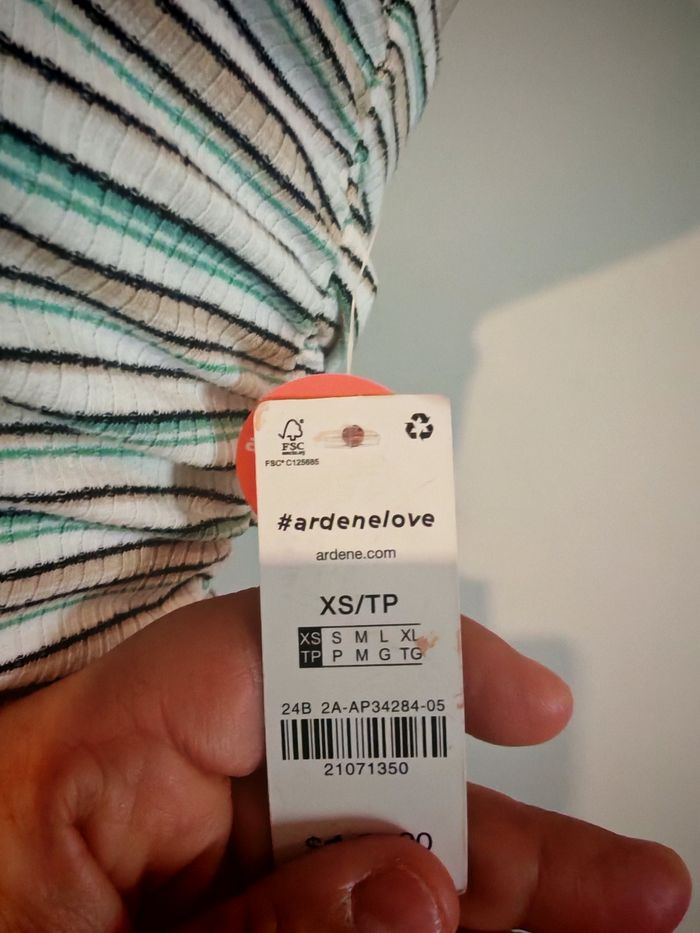 FSC
FSC® C125685
#ardenelove
ardene.com
XS/TP
XS S M L XL
TP P M G TG
24B 2A-AP34284-05
21071350